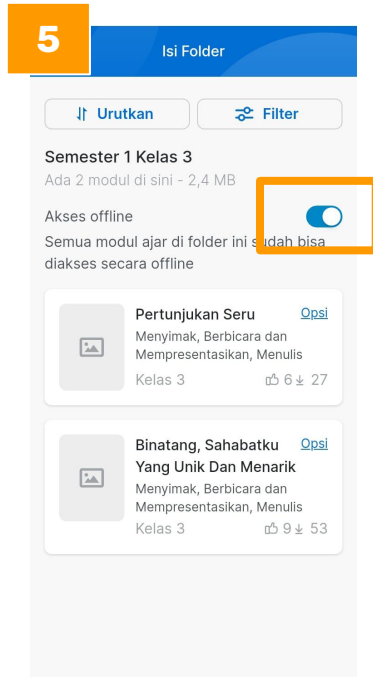 5
Isi Folder
Urutkan
Filter
Semester 1 Kelas 3
Ada 2 modul di sini - 2,4 MB
Akses offline
Semua modul ajar di folder ini sudah bisa
diakses secara offline
Pertunjukan Seru
Opsi
Menyimak, Berbicara dan
Mempresentasikan, Menulis
Kelas 3
6 27
Binatang, Sahabatku
Opsi
Yang Unik Dan Menarik
Menyimak, Berbicara dan
Mempresentasikan, Menulis
Kelas 3
9 53